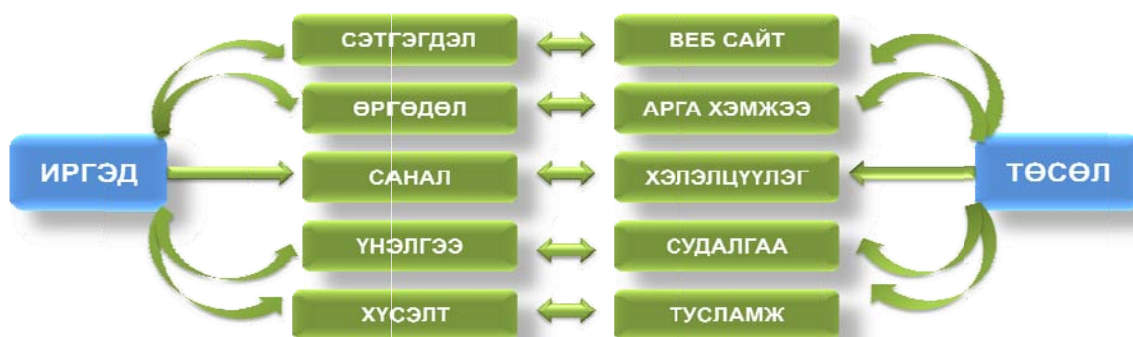 СЭТГЭГДЭЛ
ВЕБ САЙТ
ӨРГӨДӨЛ
АРГА ХЭМЖЭЭ
ИРГЭД
САНАЛ
ХЭЛЭЛЦҮҮЛЭГ
ТӨСӨЛ
ҮНЭЛГЭЭ
СУДАЛГАА
ХҮСЭЛТ
ТУСЛАМЖ